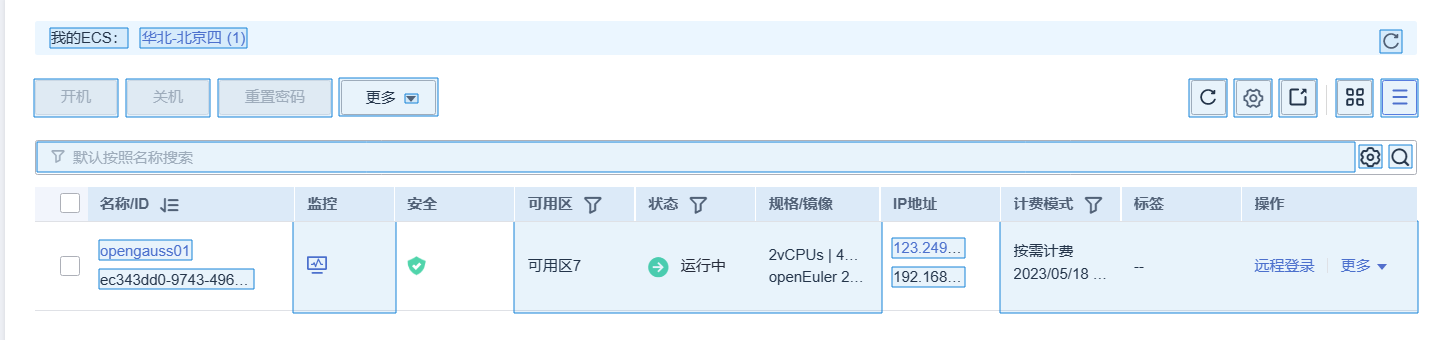 我的ECS： 华北-北京四 (1)
开机 关机 重置密码 更多
默认按照名称搜索
名称/ID 监控 安全 可用区 状态 规格/镜像 IP地址 计费模式 标签 操作
opengauss01
ec343dd0-9743-496...
可用区7
运行中
2vCPUs | 4...
openEuler 2...
123.249...
192.168...
按需计费
2023/05/18 ...
--
远程登录 更多